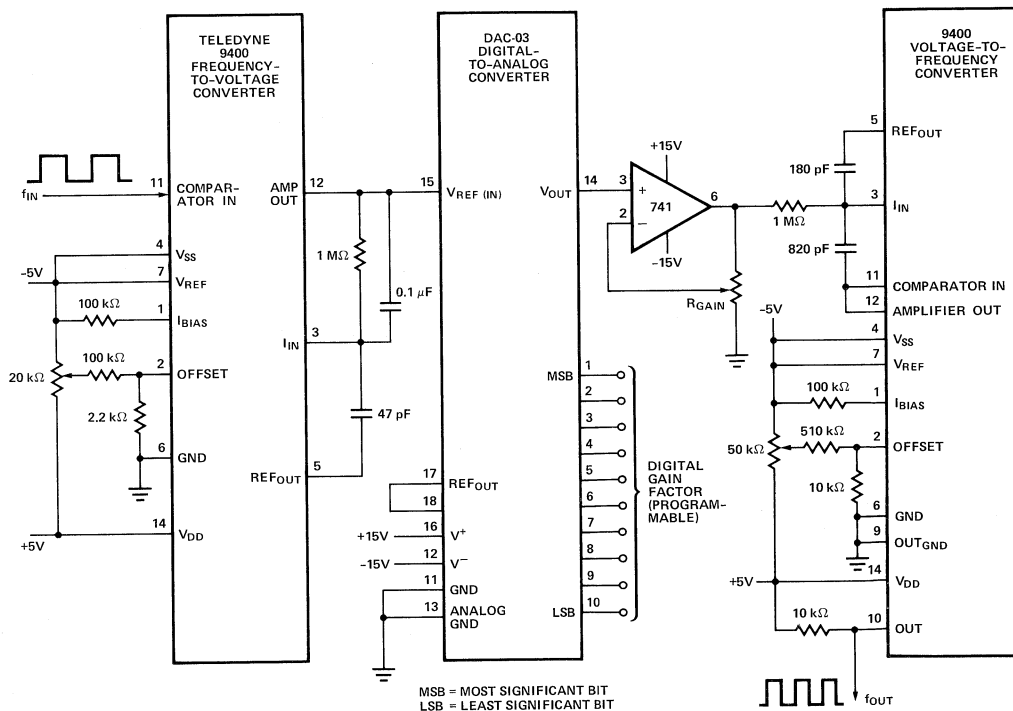 TELEDYNE
9400
FREQUENCY-
TO-VOLTAGE
CONVERTER
fIN
11
COMPAR-
ATOR IN
AMP
OUT
12
4
VSS
-5V
7
VREF
100 kΩ
1
IBIAS
20 kΩ
100 kΩ
2
OFFSET
2.2 kΩ
6
GND
+5V
14
VDD
IIN
3
REFOUT
5
1 MΩ
0.1 µF
47 pF
DAC-03
DIGITAL-
TO-ANALOG
CONVERTER
15
VREF (IN)
VOUT
14
17
REFOUT
18
+15V
16
V+
-15V
12
V−
11
GND
13
ANALOG
GND
MSB
1
2
3
4
5
6
7
8
9
LSB
10
DIGITAL
GAIN
FACTOR
(PROGRAM-
MABLE)
+15V
3
+
741
2
−
6
-15V
RGAIN
1 MΩ
180 pF
820 pF
9400
VOLTAGE-TO-
FREQUENCY
CONVERTER
5
REFOUT
3
IIN
11
COMPARATOR IN
12
AMPLIFIER OUT
-5V
4
VSS
7
VREF
100 kΩ
1
IBIAS
50 kΩ
510 kΩ
2
OFFSET
10 kΩ
6
GND
9
OUTGND
+5V
14
VDD
10 kΩ
10
OUT
fOUT
MSB = MOST SIGNIFICANT BIT
LSB = LEAST SIGNIFICANT BIT